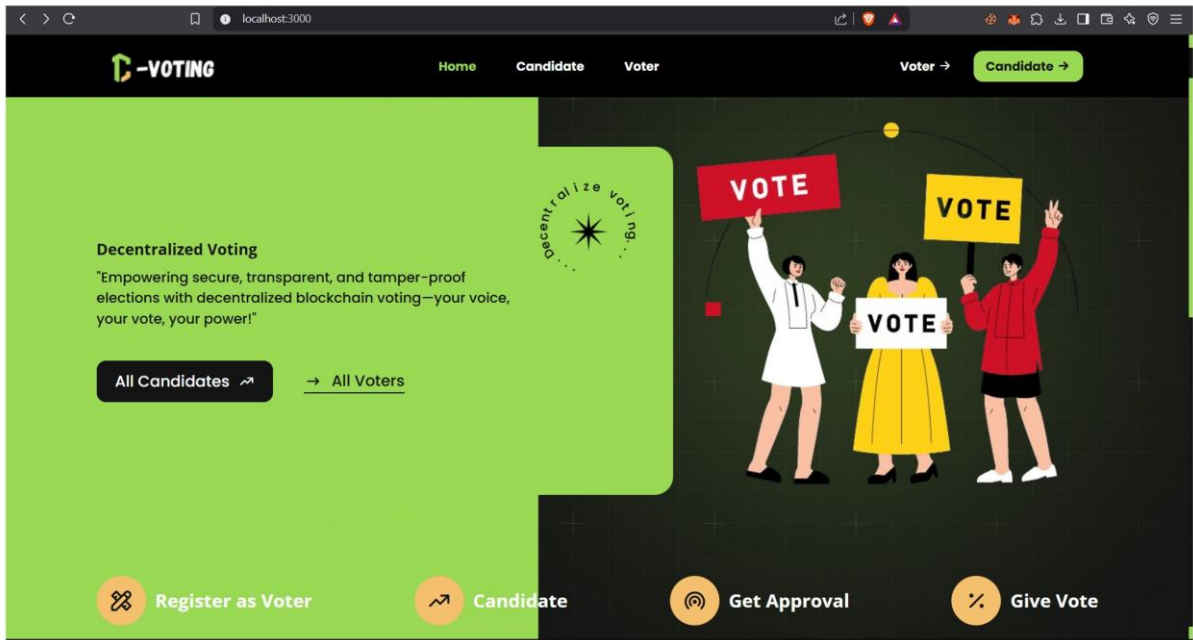 localhost:3000
-VOTING
Home Candidate Voter Voter → Candidate →
Decentralize voting...
VOTE
VOTE
VOTE
Decentralized Voting
"Empowering secure, transparent, and tamper-proof
elections with decentralized blockchain voting—your voice,
your vote, your power!"
All Candidates → All Voters
Register as Voter Candidate Get Approval Give Vote